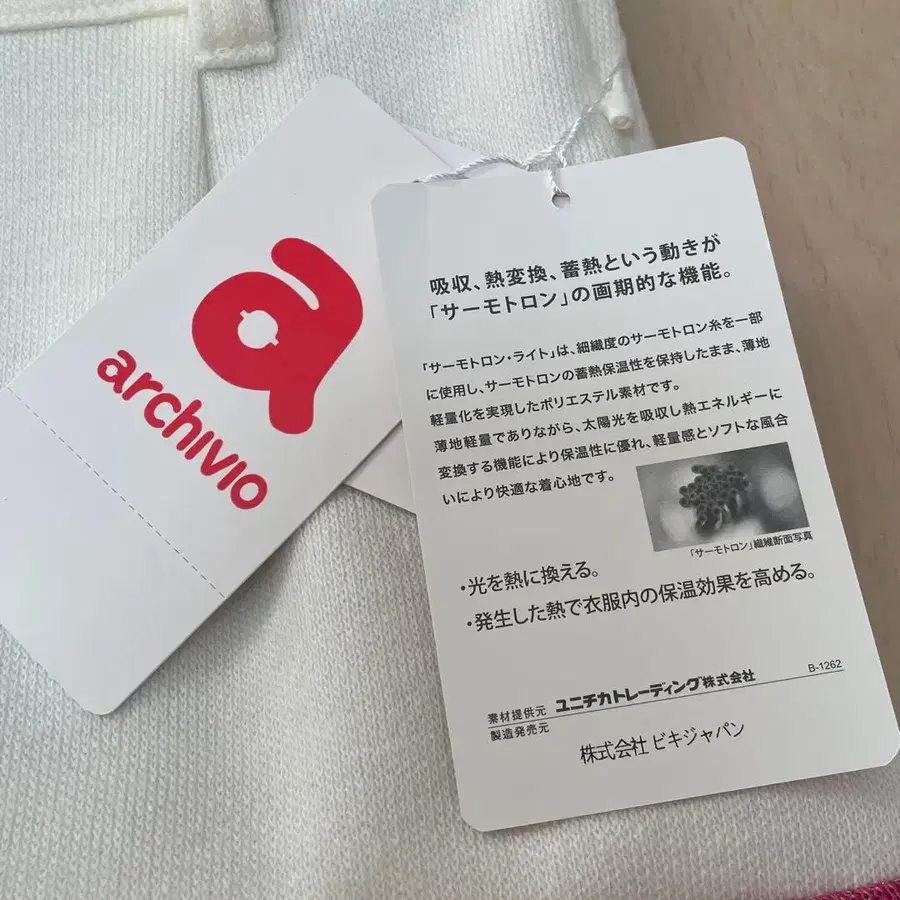 archivio
吸収、熱変換、蓄熱という動きが
「サーモトロン」の画期的な機能。
「サーモトロン・ライト」は、細繊度のサーモトロン糸を一部
に使用し、サーモトロンの蓄熱保温性を保持したまま、薄地
軽量化を実現したポリエステル素材です。
薄地軽量でありながら、太陽光を吸収し熱エネルギーに
変換する機能により保温性に優れ、軽量感とソフトな風合
いにより快適な着心地です。
「サーモトロン」繊維断面写真
・光を熱に換える。
・発生した熱で衣服内の保温効果を高める。
B-1262
素材提供元 ユニチカトレーディング株式会社
製造発売元
株式会社 ビキジャパン